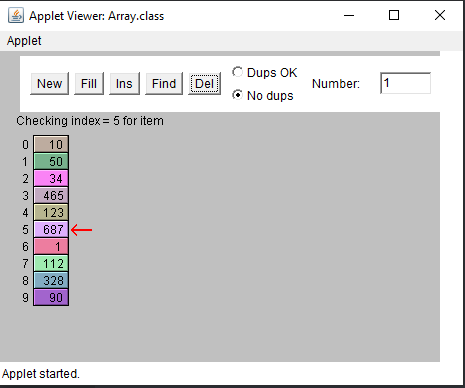 Applet Viewer: Array.class
Applet
New Fill Ins Find Del Dups OK No dups Number: 1
Checking index = 5 for item
0 10
1 50
2 34
3 465
4 123
5 687
6 1
7 112
8 328
9 90
Applet started.